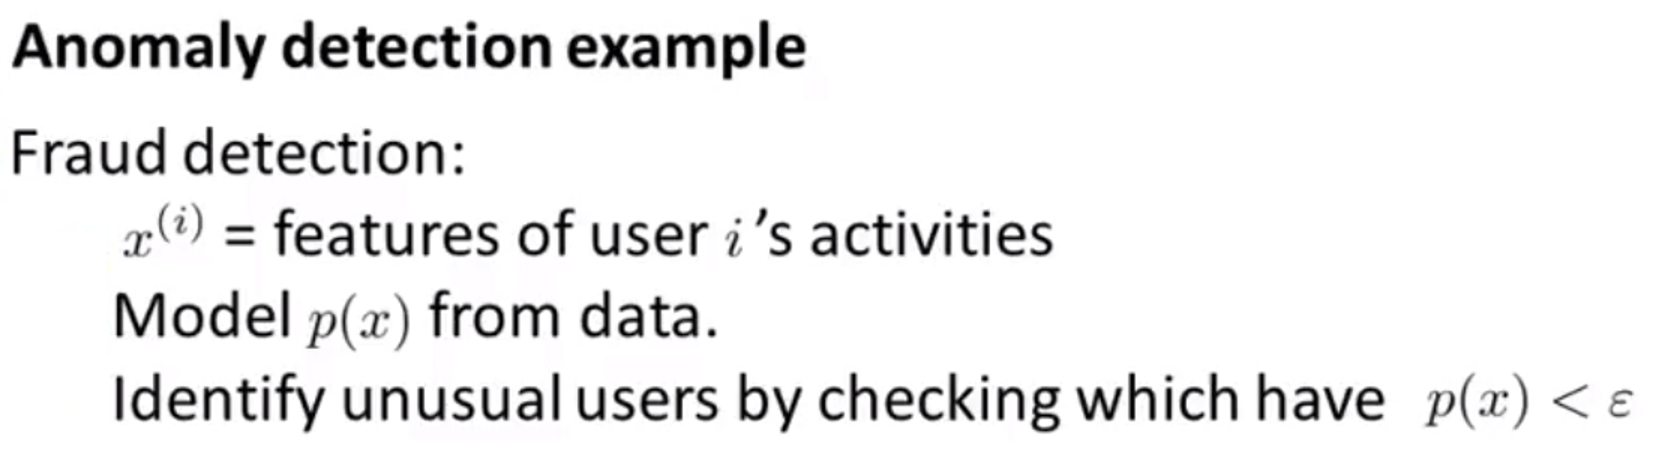 Anomaly detection example
Fraud detection:
x^(i) = features of user i's activities
Model p(x) from data.
Identify unusual users by checking which have p(x) < ε